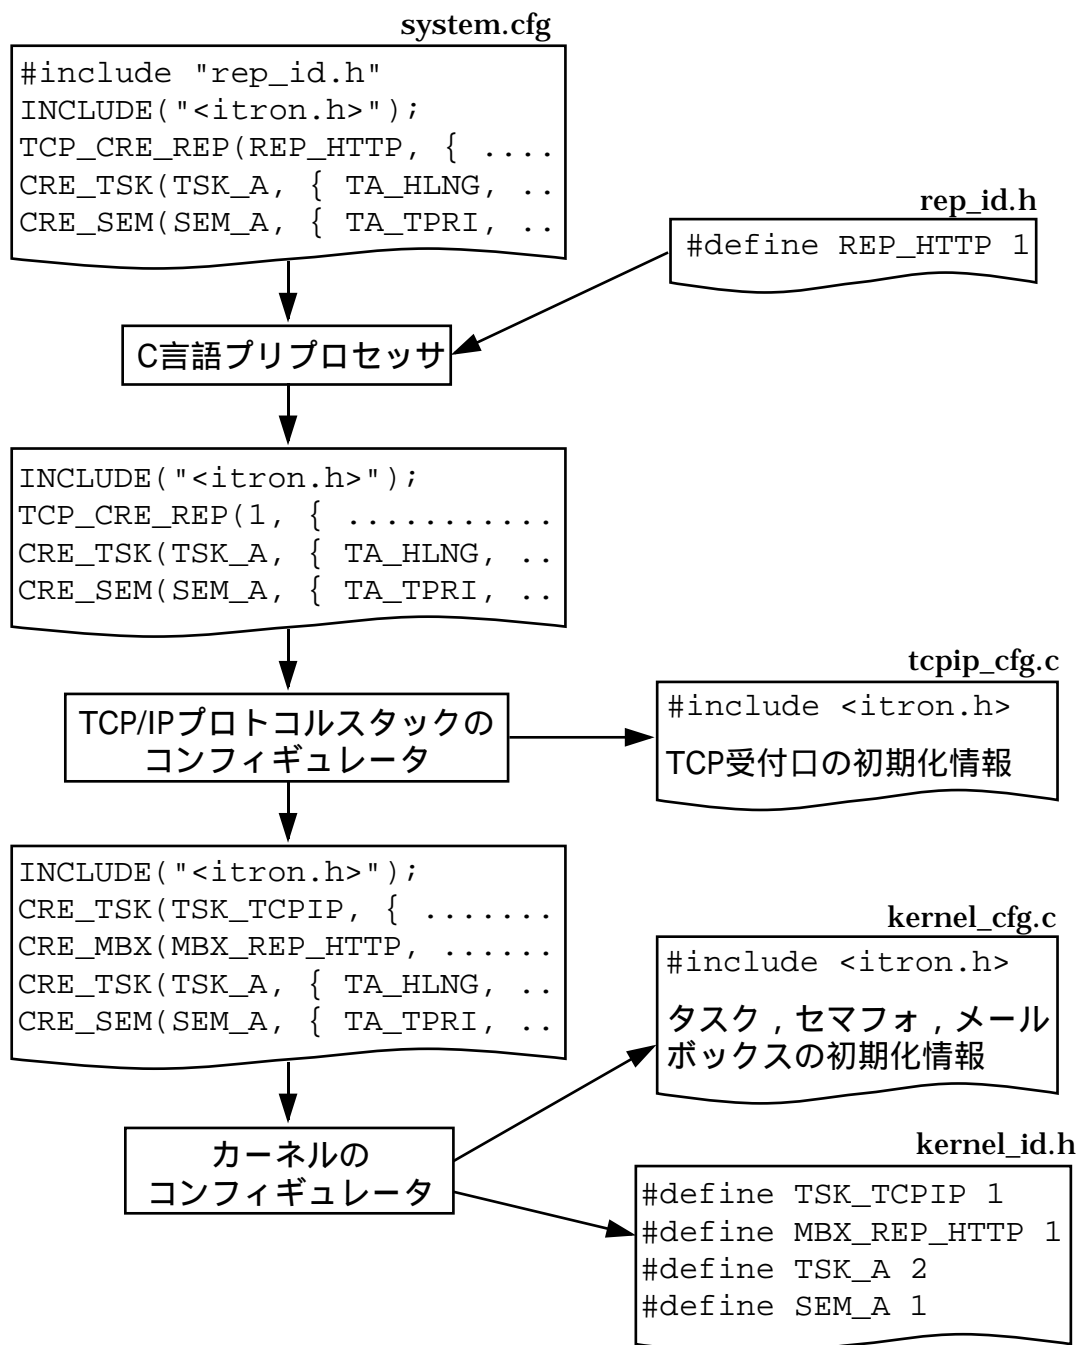 system.cfg
#include "rep_id.h"
INCLUDE("<itron.h>");
TCP_CRE_REP(REP_HTTP, { ....
CRE_TSK(TSK_A, { TA_HLNG, ..
CRE_SEM(SEM_A, { TA_TPRI, ..
rep_id.h
#define REP_HTTP 1
C言語プリプロセッサ
INCLUDE("<itron.h>");
TCP_CRE_REP(1, { ...........
CRE_TSK(TSK_A, { TA_HLNG, ..
CRE_SEM(SEM_A, { TA_TPRI, ..
TCP/IPプロトコルスタックの
コンフィギュレータ
tcpip_cfg.c
#include <itron.h>
TCP受付口の初期化情報
INCLUDE("<itron.h>");
CRE_TSK(TSK_TCPIP, { .......
CRE_MBX(MBX_REP_HTTP, ......
CRE_TSK(TSK_A, { TA_HLNG, ..
CRE_SEM(SEM_A, { TA_TPRI, ..
kernel_cfg.c
#include <itron.h>
タスク，セマフォ，メール
ボックスの初期化情報
カーネルの
コンフィギュレータ
kernel_id.h
#define TSK_TCPIP 1
#define MBX_REP_HTTP 1
#define TSK_A 2
#define SEM_A 1